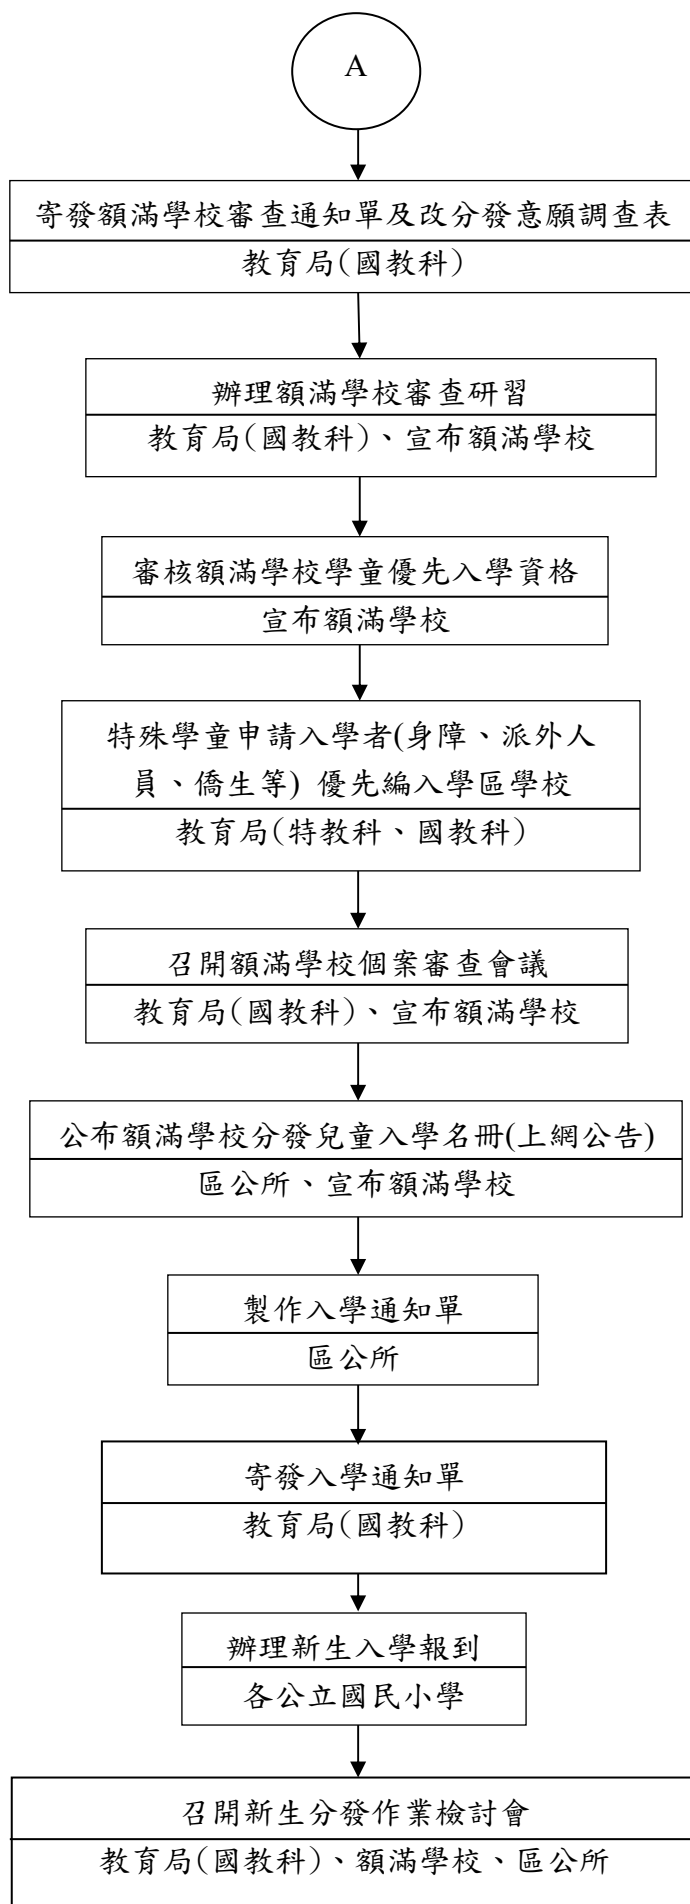 A
寄發額滿學校審查通知單及改分發意願調查表
教育局(國教科)
辦理額滿學校審查研習
教育局(國教科)、宣布額滿學校
審核額滿學校學童優先入學資格
宣布額滿學校
特殊學童申請入學者(身障、派外人
員、僑生等) 優先編入學區學校
教育局(特教科、國教科)
召開額滿學校個案審查會議
教育局(國教科)、宣布額滿學校
公布額滿學校分發兒童入學名冊(上網公告)
區公所、宣布額滿學校
製作入學通知單
區公所
寄發入學通知單
教育局(國教科)
辦理新生入學報到
各公立國民小學
召開新生分發作業檢討會
教育局(國教科)、額滿學校、區公所